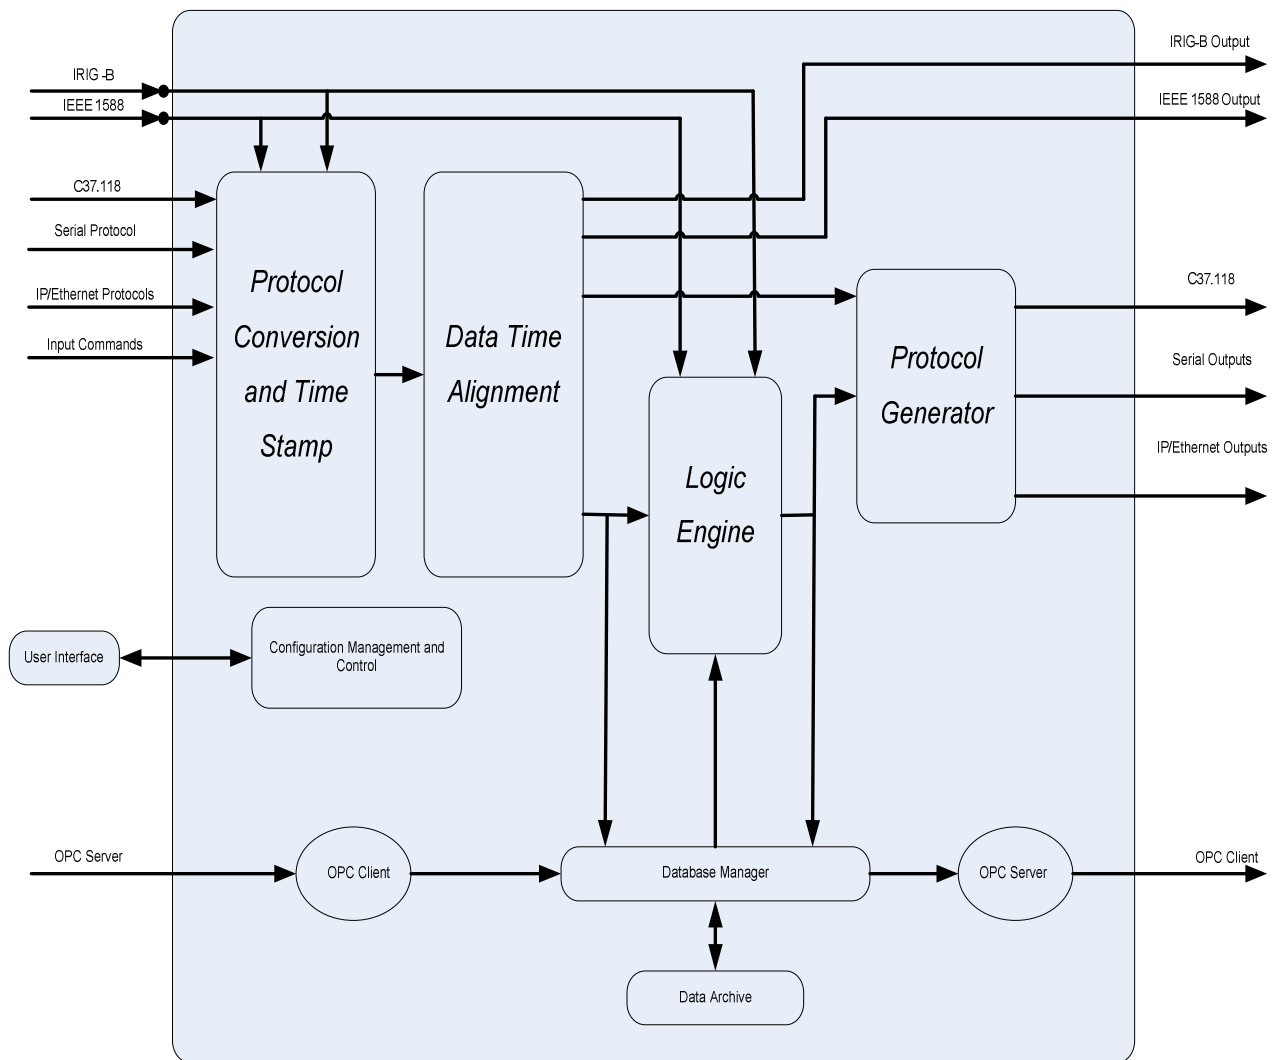 IRIG-B Output
IRIG -B
IEEE 1588 Output
IEEE 1588
C37.118
Serial Protocol
IP/Ethernet Protocols
Input Commands
Protocol
Conversion
and Time
Stamp
Data Time
Alignment
Logic
Engine
Protocol
Generator
C37.118
Serial Outputs
IP/Ethernet Outputs
User Interface
Configuration Management and
Control
OPC Server
OPC Client
Database Manager
OPC Server
OPC Client
Data Archive